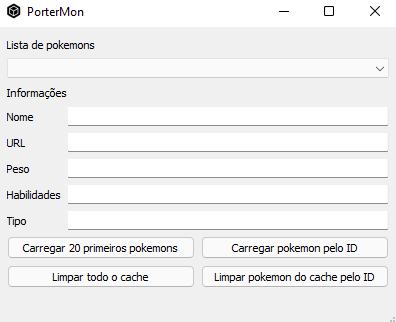 PorterMon
Lista de pokemons
Informações
Nome
URL
Peso
Habilidades
Tipo
Carregar 20 primeiros pokemons
Carregar pokemon pelo ID
Limpar todo o cache
Limpar pokemon do cache pelo ID